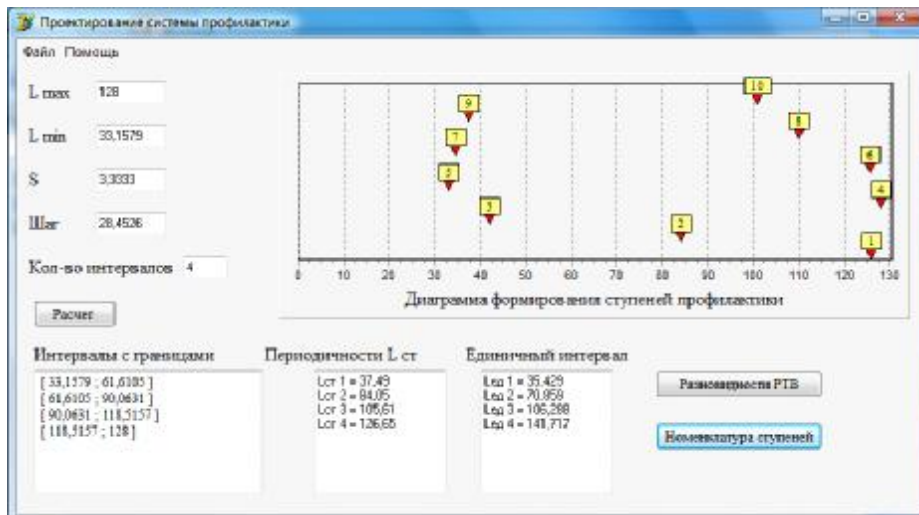 Проектирование системы профилактики
Файл Помощь
L max 128
L min 33,1579
S 3,3333
Шаг 28,4526
Кол-во интервалов 4
Расчет
10
9
8
7
6
5
4
3
2
1
0 10 20 30 40 50 60 70 80 90 100 110 120 130
Диаграмма формирования ступеней профилактики
Интервалы с границами
[ 33,1579 ; 61,6105 ]
[ 61,6105 ; 90,0631 ]
[ 90,0631 ; 118,5157 ]
[ 118,5157 ; 128 ]
Периодичности L ст
Lст 1 = 37,49
Lст 2 = 84,05
Lст 3 = 105,61
Lст 4 = 126,65
Единичный интервал
Lед 1 = 35,429
Lед 2 = 70,859
Lед 3 = 106,288
Lед 4 = 141,717
Разновидности РТВ
Номенклатура ступеней